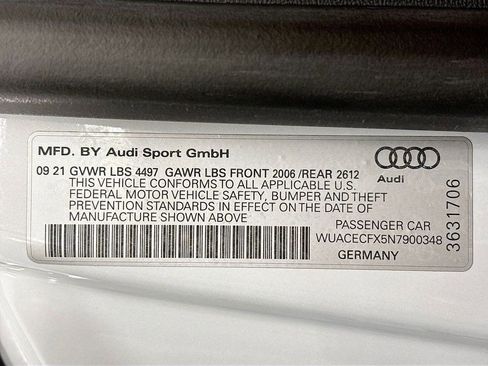 MFD. BY Audi Sport GmbH
Audi
09 21 GVWR LBS 4497 GAWR LBS FRONT 2006 /REAR 2612
THIS VEHICLE CONFORMS TO ALL APPLICABLE U.S.
FEDERAL MOTOR VEHICLE SAFETY, BUMPER AND THEFT
PREVENTION STANDARDS IN EFFECT ON THE DATE
OF MANUFACTURE SHOWN ABOVE
PASSENGER CAR
WUACECFX5N7900348
GERMANY
3631706